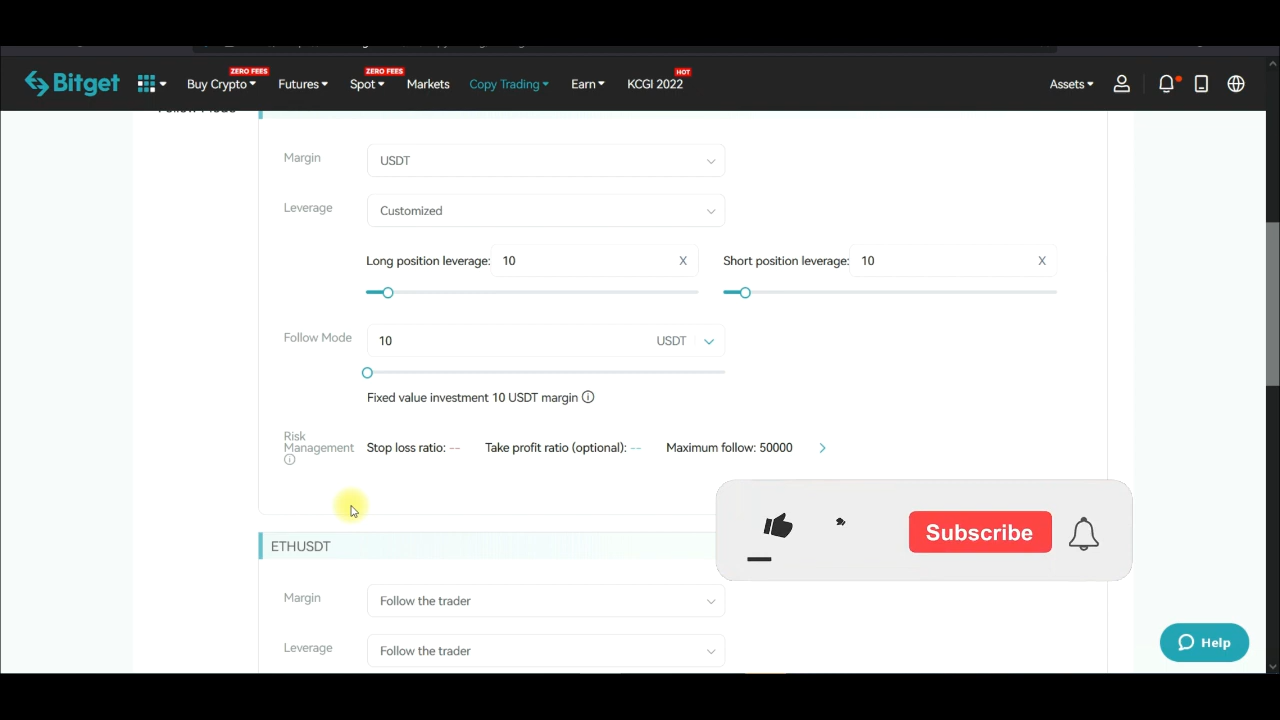 ZERO FEES ZERO FEES HOT
Bitget Buy Crypto Futures Spot Markets Copy Trading Earn KCGI 2022 Assets
Follow Mode
Margin USDT
Leverage Customized
Long position leverage: 10 X Short position leverage: 10 X
Follow Mode 10 USDT
Fixed value investment 10 USDT margin
Risk
Management Stop loss ratio: -- Take profit ratio (optional): -- Maximum follow: 50000
Subscribe
ETHUSDT
Margin Follow the trader
Leverage Follow the trader
Help